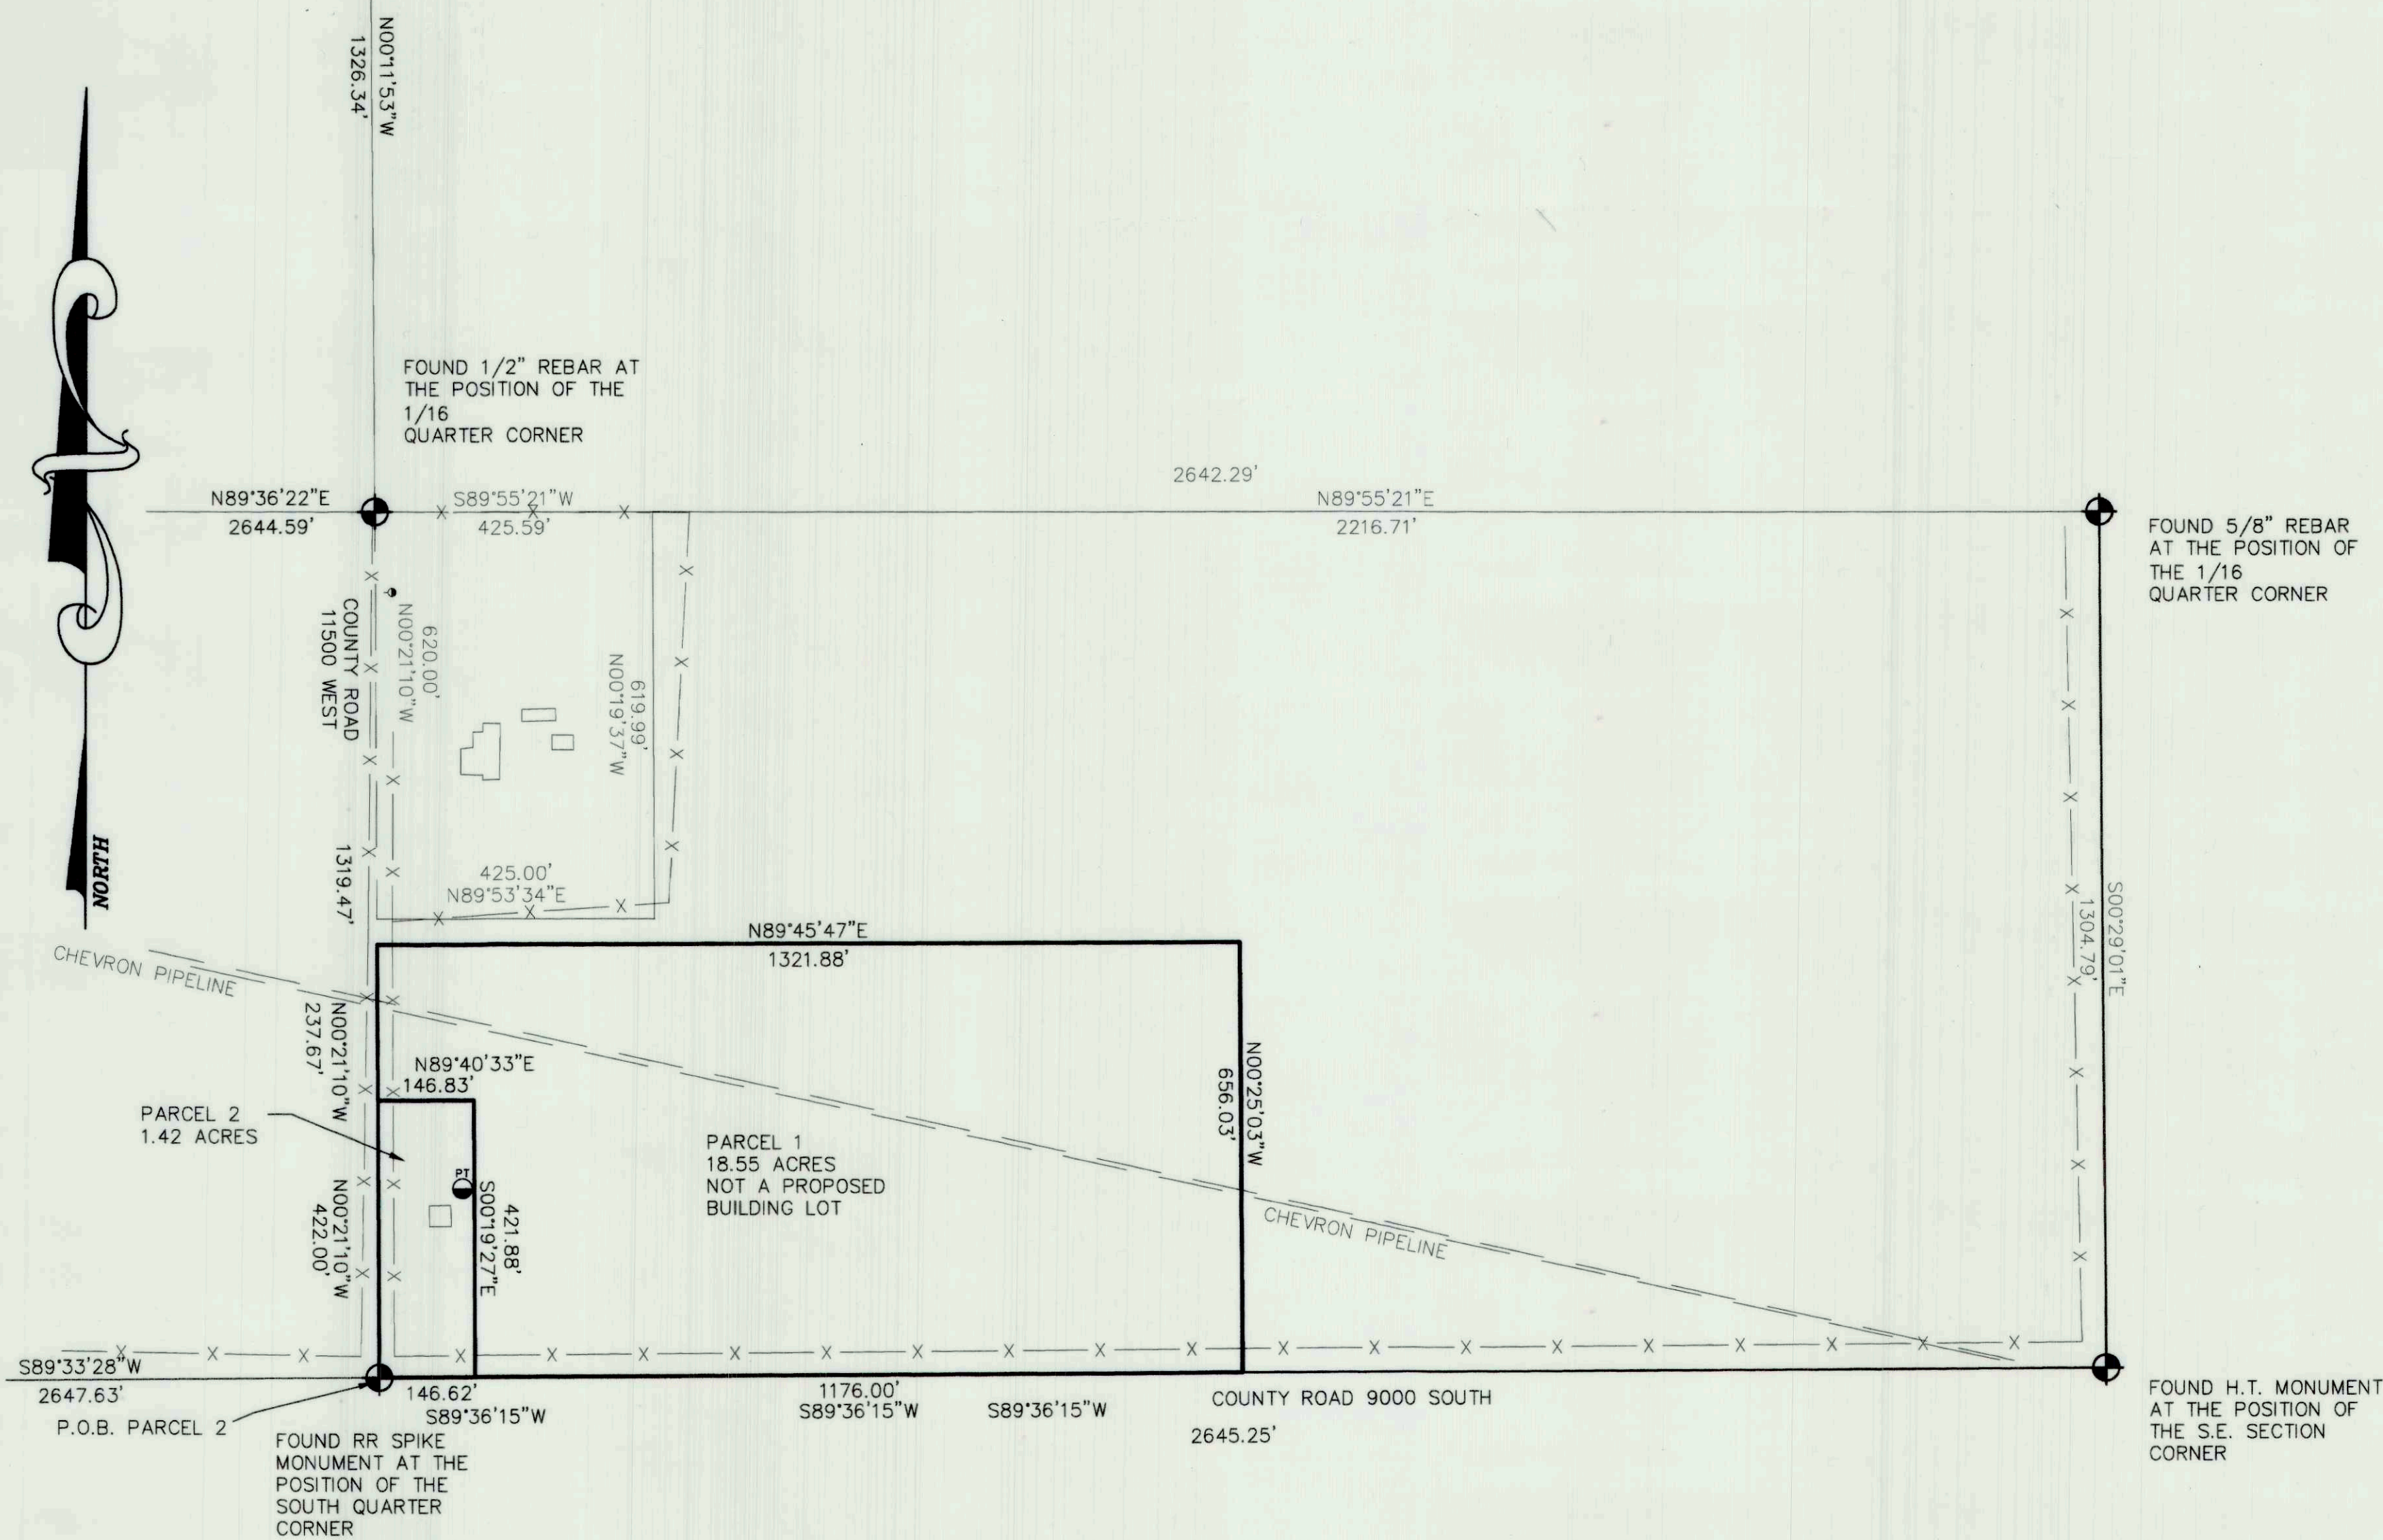 N00°11'53"W
1326.34'
FOUND 1/2" REBAR AT
THE POSITION OF THE
1/16
QUARTER CORNER
N89°36'22"E
2644.59'
S89°55'21"W
425.59'
2642.29'
N89°55'21"E
2216.71'
FOUND 5/8" REBAR
AT THE POSITION OF
THE 1/16
QUARTER CORNER
COUNTY ROAD
11500 WEST
620.00'
N00°21'10"W
619.99'
N00°19'37"W
NORTH
1319.47'
425.00'
N89°53'34"E
S00°29'01"E
1304.79'
N89°45'47"E
1321.88'
CHEVRON PIPELINE
N00°21'10"W
237.67'
N89°40'33"E
146.83'
N00°25'03"W
656.03'
PARCEL 2
1.42 ACRES
PARCEL 1
18.55 ACRES
NOT A PROPOSED
BUILDING LOT
PT
N00°21'10"W
422.00'
421.88'
S00°19'27"E
CHEVRON PIPELINE
S89°33'28"W
2647.63'
P.O.B. PARCEL 2
146.62'
S89°36'15"W
1176.00'
S89°36'15"W
S89°36'15"W
COUNTY ROAD 9000 SOUTH
2645.25'
FOUND RR SPIKE
MONUMENT AT THE
POSITION OF THE
SOUTH QUARTER
CORNER
FOUND H.T. MONUMENT
AT THE POSITION OF
THE S.E. SECTION
CORNER